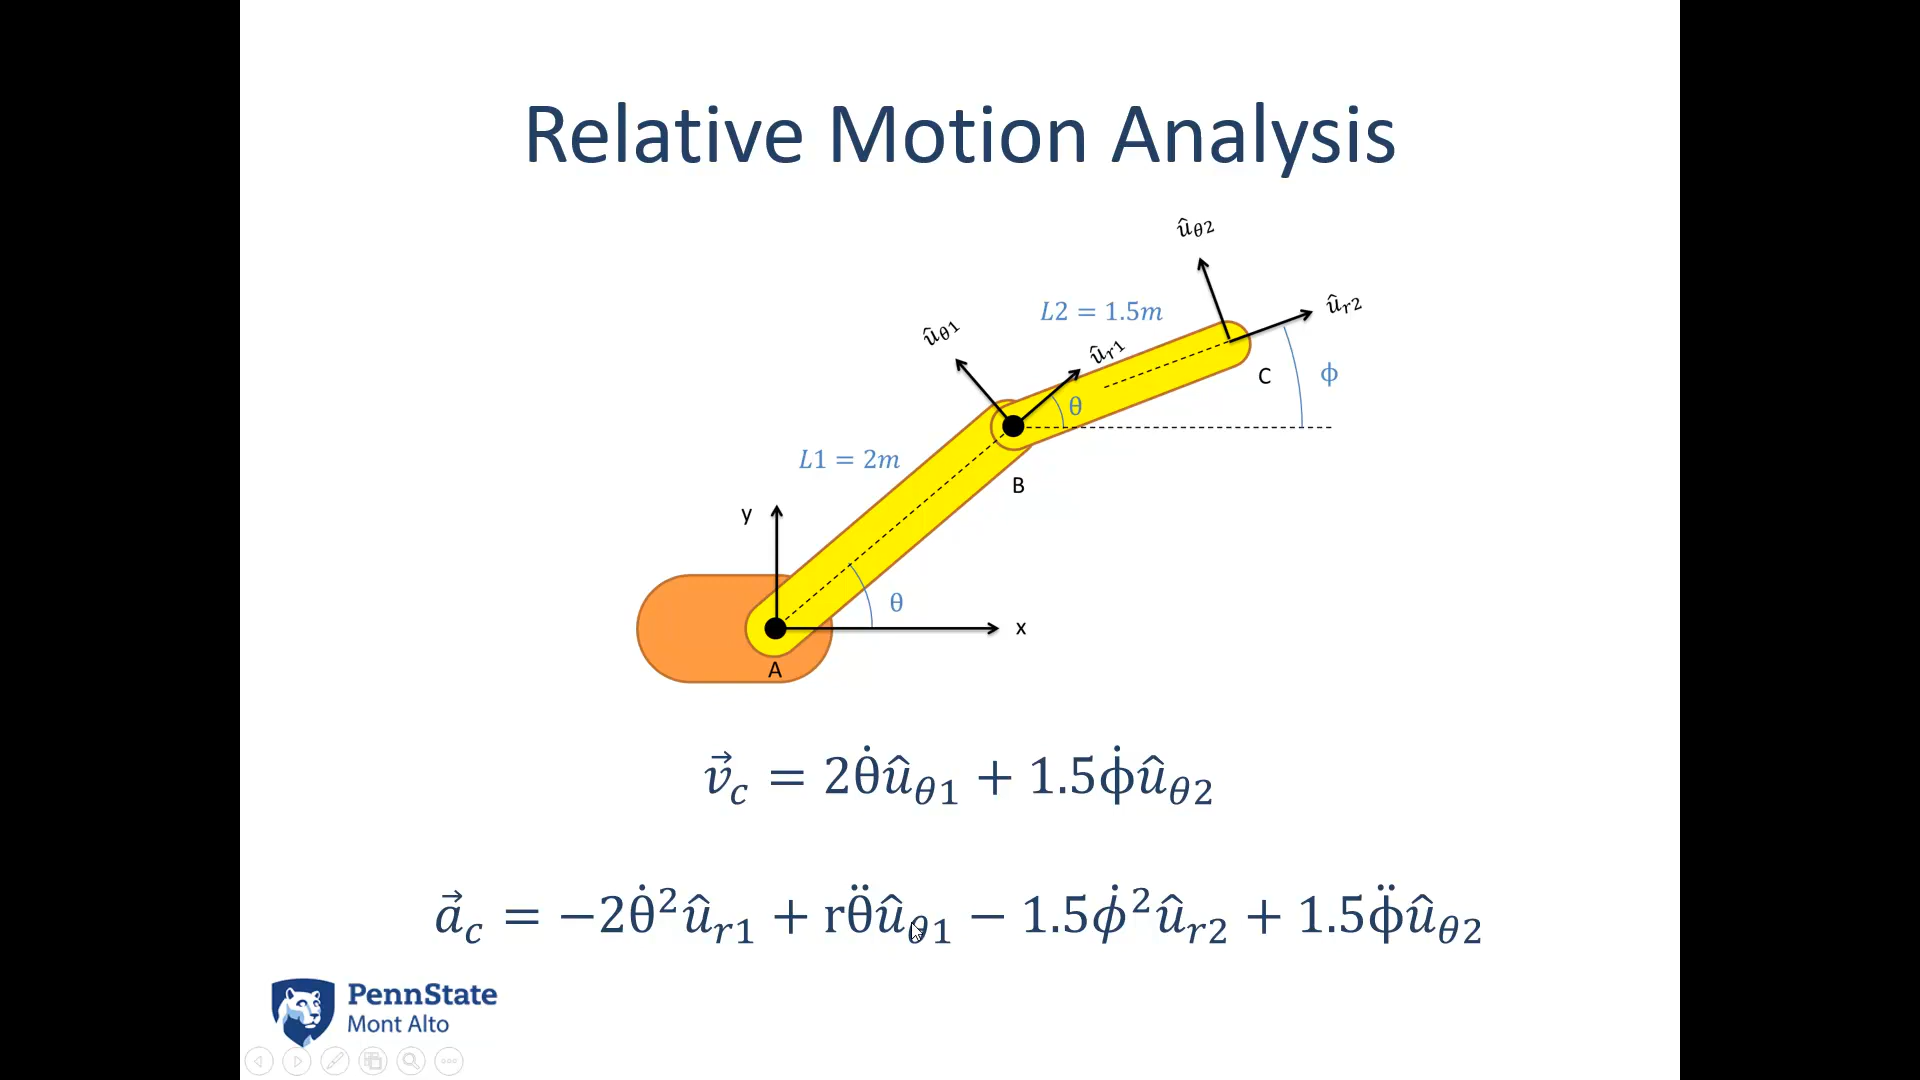 Relative Motion Analysis
û_θ2
L2 = 1.5m
û_r2
û_θ1
û_r1
C
ϕ
θ
L1 = 2m
B
y
θ
x
A
v⃗_c = 2θ̇û_θ1 + 1.5ϕ̇û_θ2
a⃗_c = −2θ̇²û_r1 + rθ̈û_θ1 − 1.5ϕ̇²û_r2 + 1.5ϕ̈û_θ2
PennState
Mont Alto